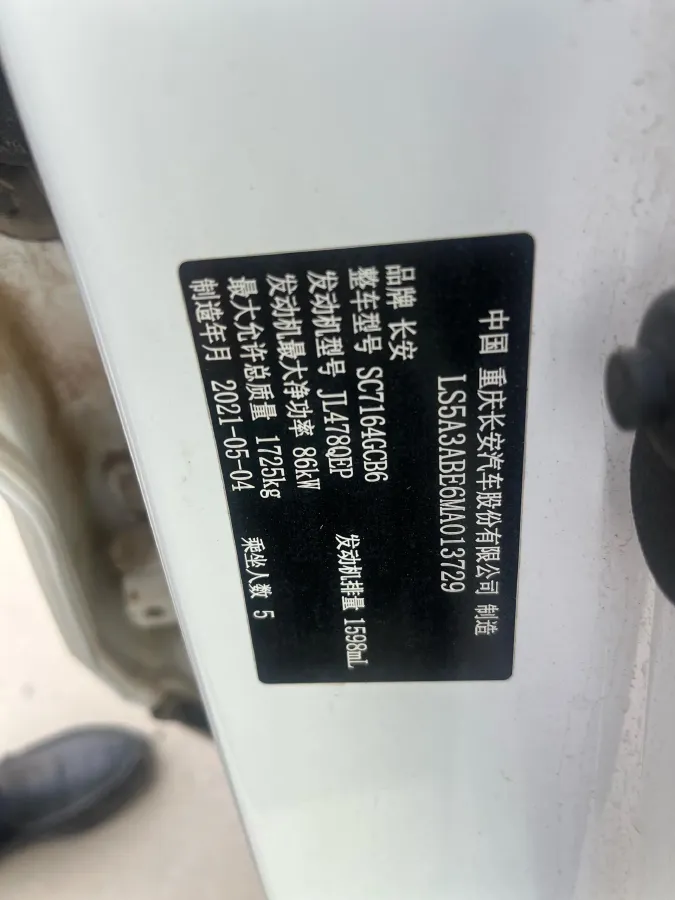 中国 重庆长安汽车股份有限公司 制造
LS5A3ABE6MA013729
品牌 长安
整车型号 SC7164GCB6
发动机型号 JL478QEP 发动机排量 1598mL
发动机最大净功率 86kW
最大允许总质量 1725kg 乘坐人数 5
制造年月 2021-05-04